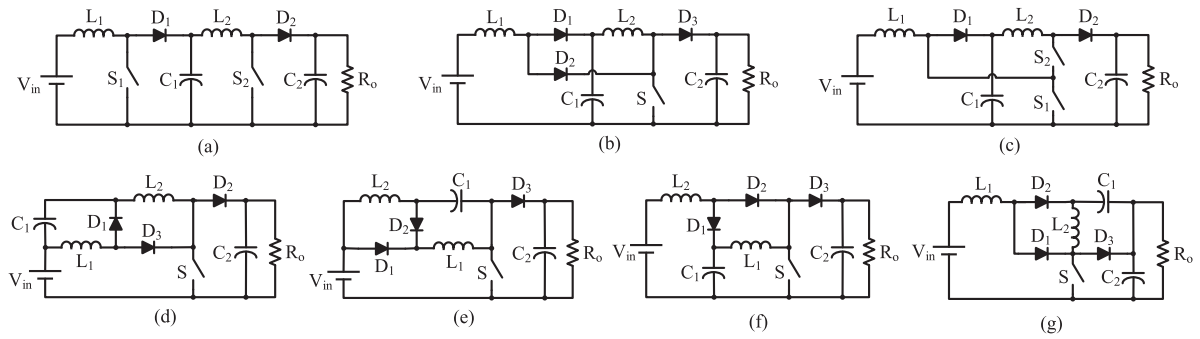 L₁ D₁ L₂ D₂
Vᵢₙ S₁ C₁ S₂ C₂ Rₒ
(a)
L₁ D₁ L₂ D₃
D₂
Vᵢₙ C₁ S C₂ Rₒ
(b)
L₁ D₁ L₂ D₂
S₂
Vᵢₙ C₁ S₁ C₂ Rₒ
(c)
L₂ D₂
C₁ D₁ D₃
L₁
Vᵢₙ S C₂ Rₒ
(d)
L₂ C₁ D₃
D₂
Vᵢₙ D₁ L₁ S C₂ Rₒ
(e)
L₂ D₂ D₃
D₁
Vᵢₙ C₁ L₁ S C₂ Rₒ
(f)
L₁ D₂ C₁
L₂
Vᵢₙ D₁ D₃ Rₒ
S C₂
(g)